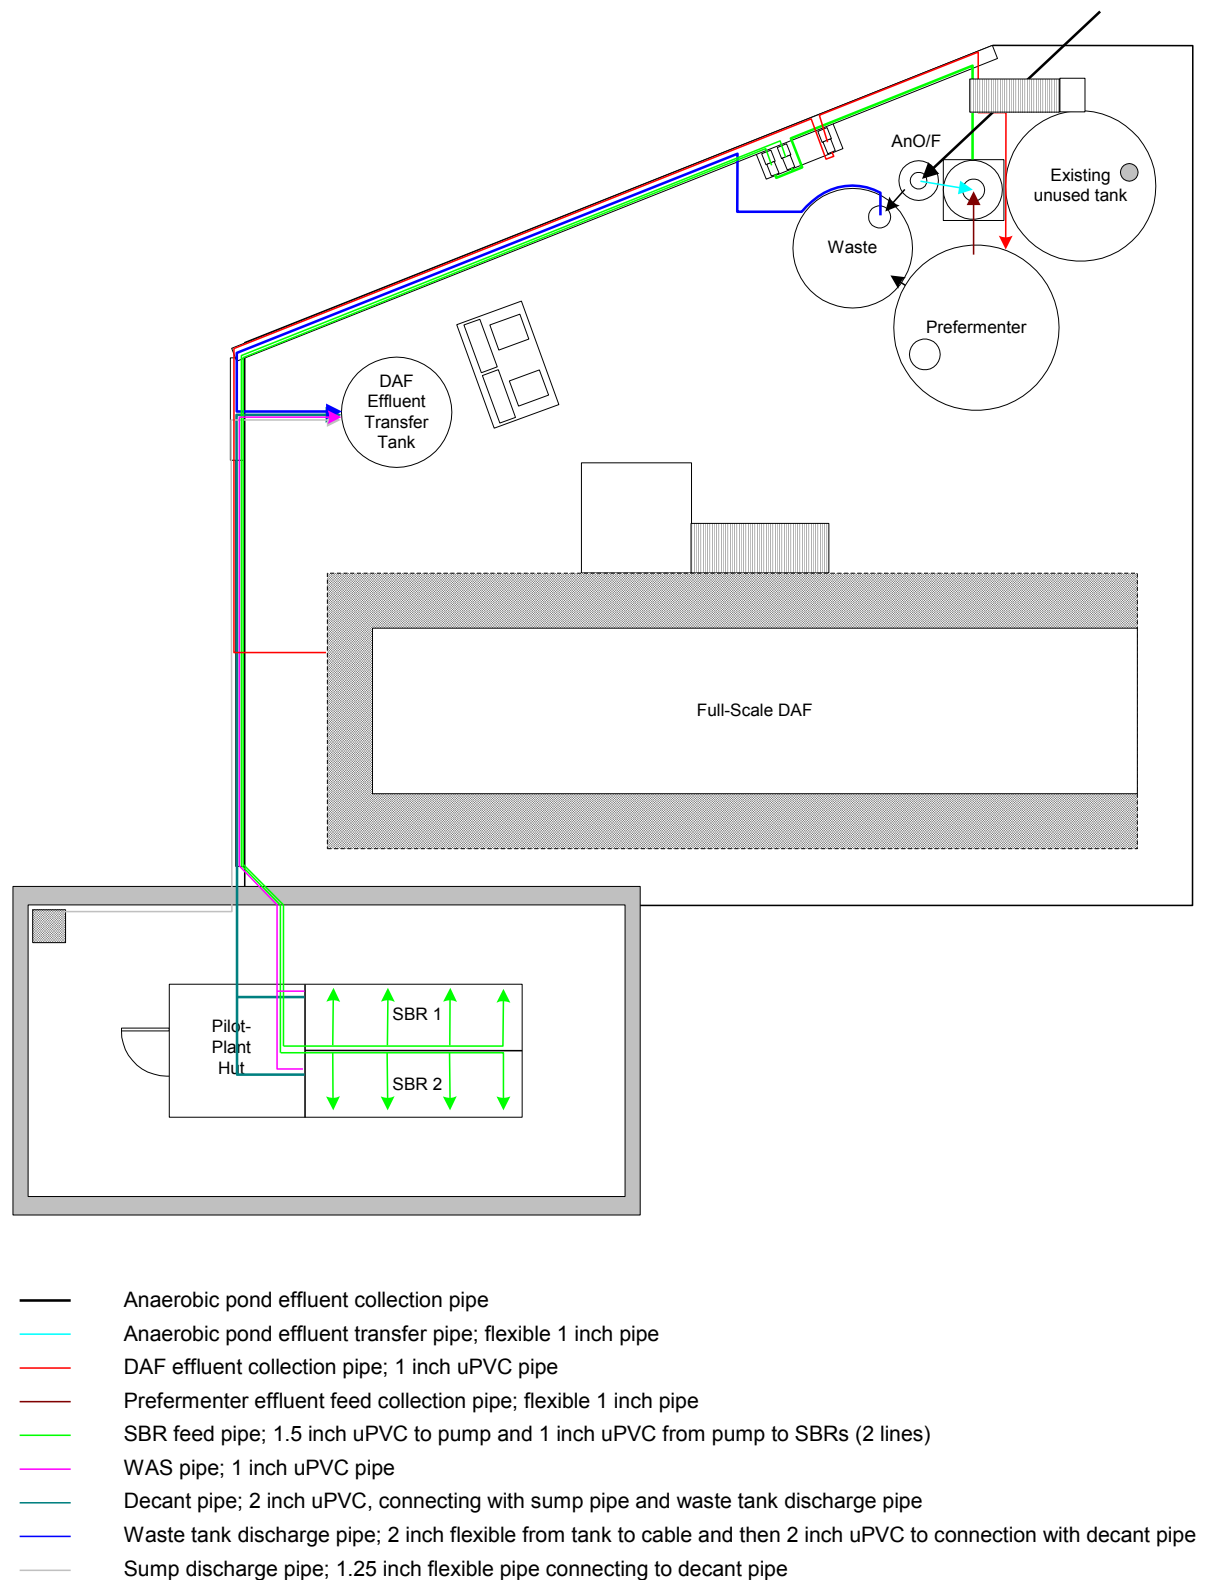 AnO/F
Existing
unused tank
Waste
Prefermenter
DAF
Effluent
Transfer
Tank
Full-Scale DAF
SBR 1
Pilot-
Plant
Hut
SBR 2
Anaerobic pond effluent collection pipe
Anaerobic pond effluent transfer pipe; flexible 1 inch pipe
DAF effluent collection pipe; 1 inch uPVC pipe
Prefermenter effluent feed collection pipe; flexible 1 inch pipe
SBR feed pipe; 1.5 inch uPVC to pump and 1 inch uPVC from pump to SBRs (2 lines)
WAS pipe; 1 inch uPVC pipe
Decant pipe; 2 inch uPVC, connecting with sump pipe and waste tank discharge pipe
Waste tank discharge pipe; 2 inch flexible from tank to cable and then 2 inch uPVC to connection with decant pipe
Sump discharge pipe; 1.25 inch flexible pipe connecting to decant pipe